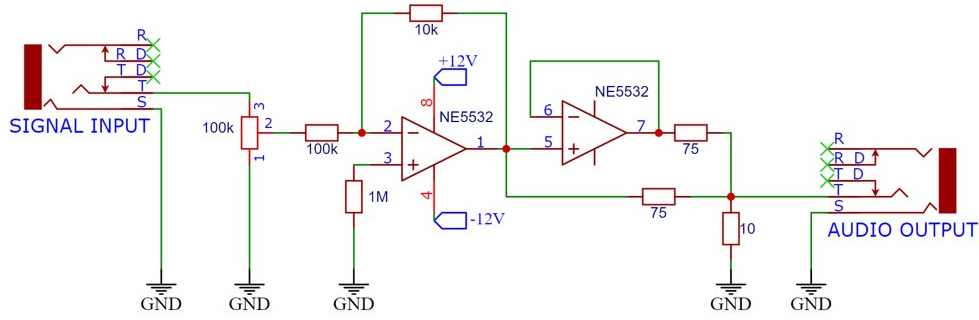 10k
R
R D
T D
T
S
SIGNAL INPUT
100k
3
2
1
100k
+12V
8
NE5532
2
3
1
4
-12V
1M
NE5532
6
5
7
75
75
10
R
R D
T D
T
S
AUDIO OUTPUT
GND
GND
GND
GND
GND